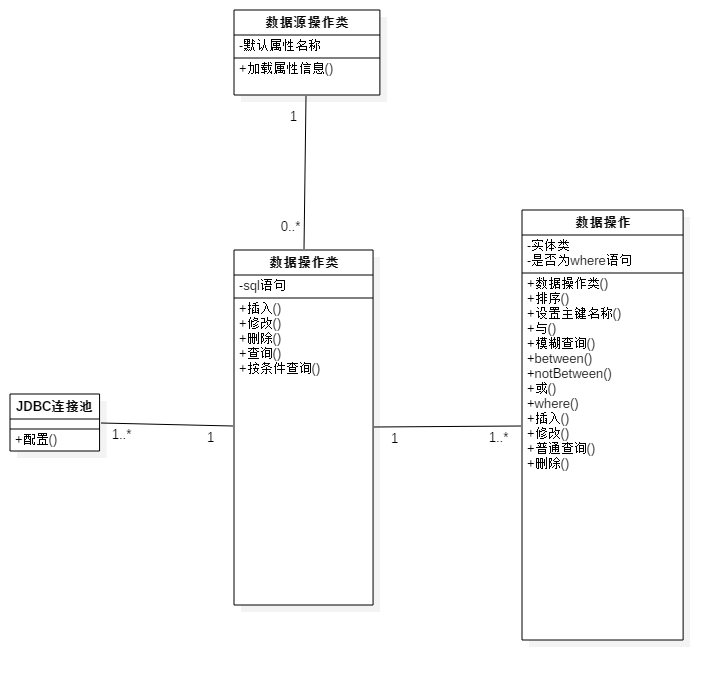 数据源操作类
-默认属性名称
+加载属性信息()
1
0..*
数据操作类
-sql语句
+插入()
+修改()
+删除()
+查询()
+按条件查询()
JDBC连接池
+配置()
1..*
1
1
1..*
数据操作
-实体类
-是否为where语句
+数据操作类()
+排序()
+设置主键名称()
+与()
+模糊查询()
+between()
+notBetween()
+或()
+where()
+插入()
+修改()
+普通查询()
+删除()